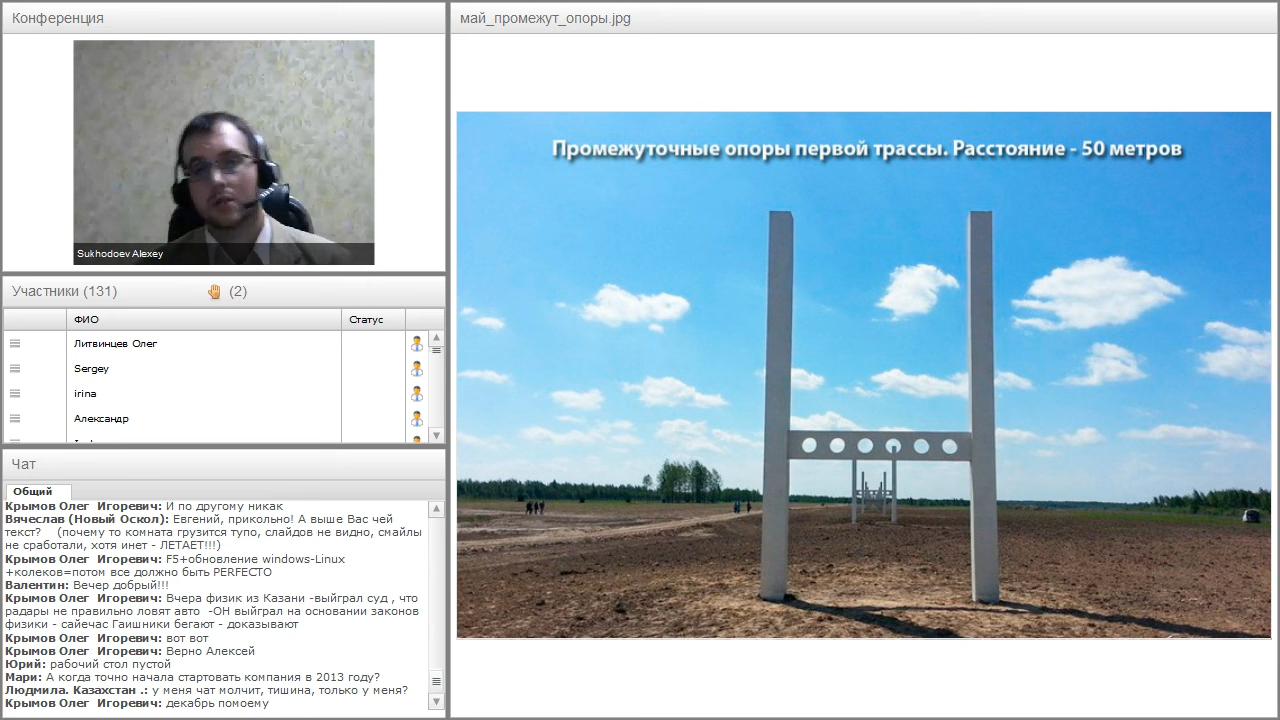 Конференция
Sukhodoev Alexey
Участники (131)
(2)
ФИО
Статус
Литвинцев Олег
Sergey
irina
Александр
Чат
Общий
Крымов Олег  Игоревич: И по другому никак
Вячеслав (Новый Оскол): Евгений, прикольно! А выше Вас чей
текст?    (почему то комната грузится тупо, слайдов не видно, смайлы
не сработали, хотя инет - ЛЕТАЕТ!!!)
Крымов Олег  Игоревич: F5+обновление windows-Linux
+колеков=потом все должно быть PERFECTO
Валентин: Вечер добрый!!!
Крымов Олег  Игоревич: Вчера физик из Казани -выйграл суд , что
радары не правильно ловят авто  -ОН выйграл на основании законов
физики - сайечас Гаишники бегают - доказывают
Крымов Олег  Игоревич: вот вот
Крымов Олег  Игоревич: Верно Алексей
Юрий: рабочий стол пустой
Мари: А когда точно начала стартовать компания в 2013 году?
Людмила. Казахстан .: у меня чат молчит, тишина, только у меня?
Крымов Олег  Игоревич: декабрь помоему
май_промежут_опоры.jpg
Промежуточные опоры первой трассы. Расстояние - 50 метров